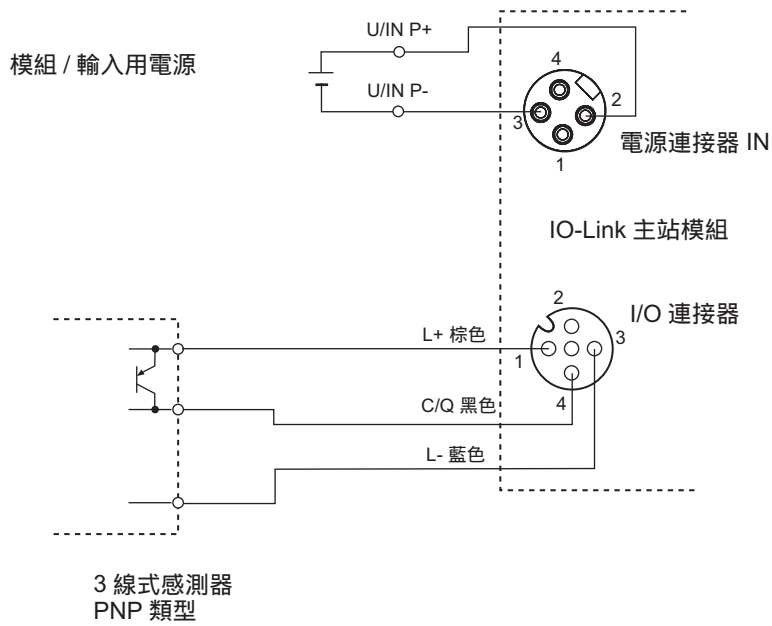 U/IN P+
模組 / 輸入用電源
4
U/IN P-
2
3
電源連接器 IN
1
IO-Link 主站模組
2
I/O 連接器
L+ 棕色
3
1
C/Q 黑色
4
L- 藍色
3 線式感測器
PNP 類型